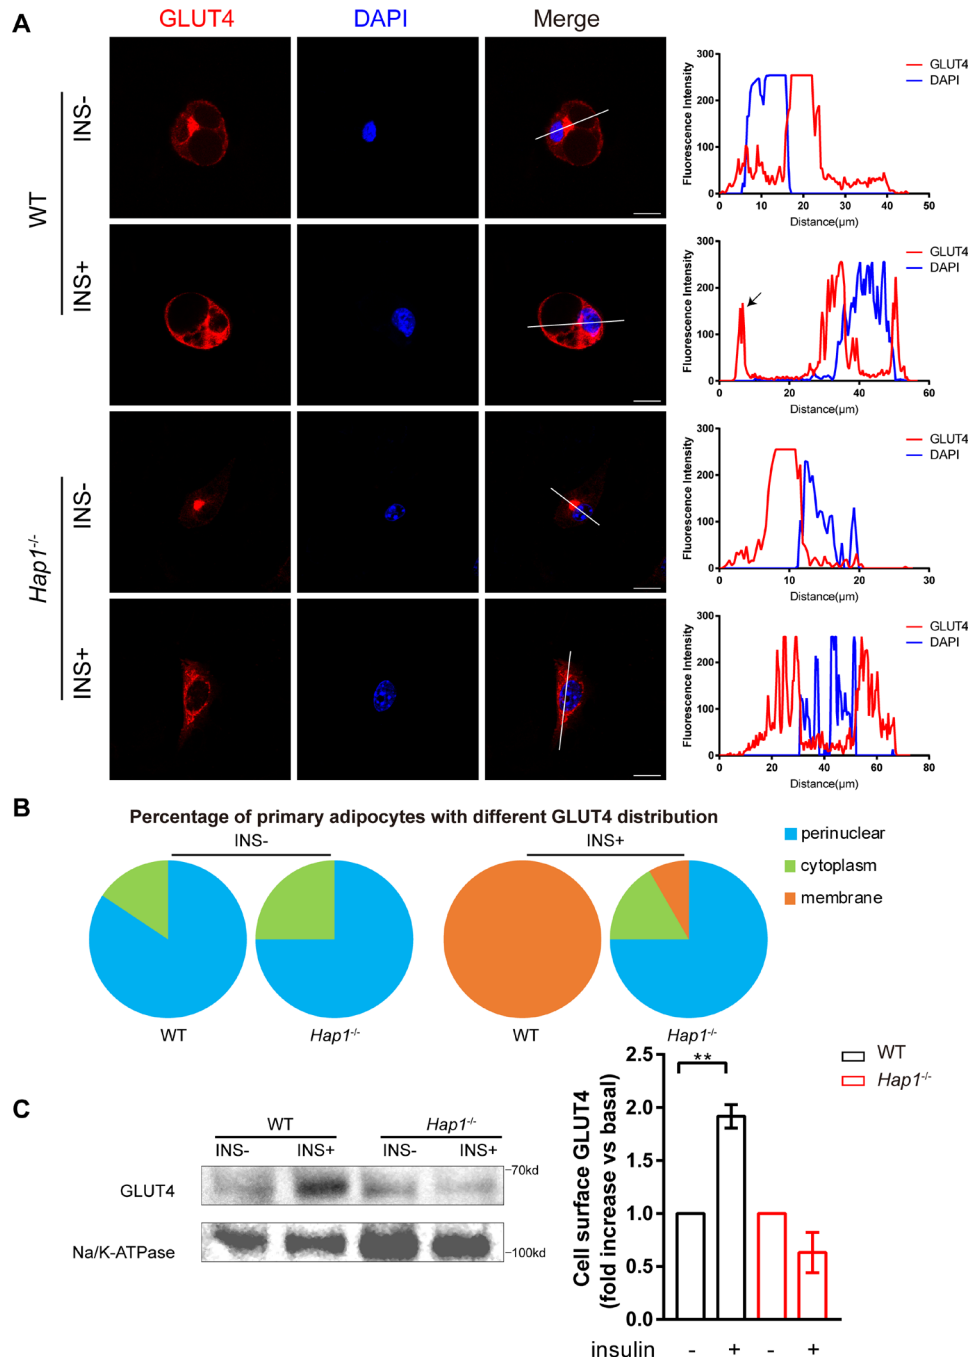 A
GLUT4 DAPI Merge
WT
INS-
INS+
Hap1-/-
INS-
INS+
Fluorescence Intensity
300
200
100
0
0 10 20 30 40 50
Distance(μm)
GLUT4
DAPI
Fluorescence Intensity
300
200
100
0
0 20 40 60
Distance(μm)
GLUT4
DAPI
Fluorescence Intensity
300
200
100
0
0 10 20 30
Distance(μm)
GLUT4
DAPI
Fluorescence Intensity
300
200
100
0
0 20 40 60 80
Distance(μm)
GLUT4
DAPI
B
Percentage of primary adipocytes with different GLUT4 distribution
INS- INS+
perinuclear
cytoplasm
membrane
WT Hap1-/- WT Hap1-/-
C
WT Hap1-/-
INS- INS+ INS- INS+
GLUT4
–70kd
Na/K-ATPase
–100kd
Cell surface GLUT4
(fold increase vs basal)
2.5
2.0
1.5
1.0
0.5
0.0
**
WT
Hap1-/-
insulin - + - +